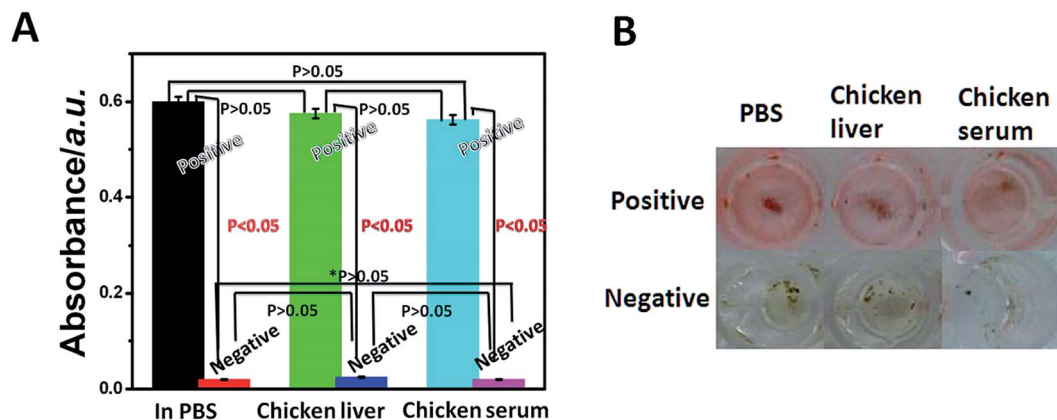 A
Absorbance/a.u.
0.6
0.4
0.2
0.0
P>0.05
P>0.05
P>0.05
Positive
Positive
Positive
P<0.05
P<0.05
P<0.05
*P>0.05
P>0.05
P>0.05
Negative
Negative
Negative
In PBS
Chicken liver
Chicken serum
B
PBS
Chicken
liver
Chicken
serum
Positive
Negative